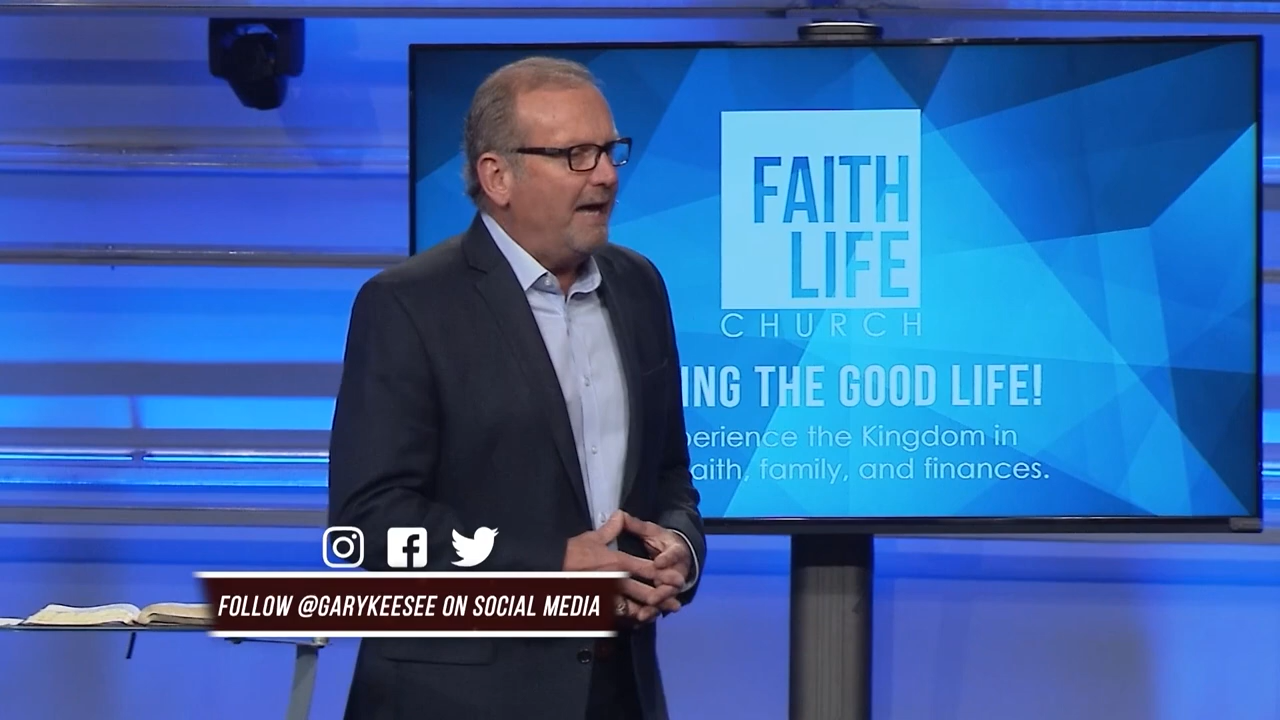 FAITH
LIFE
CHURCH
ING THE GOOD LIFE!
perience the Kingdom in
aith, family, and finances.
FOLLOW @GARYKEESEE ON SOCIAL MEDIA